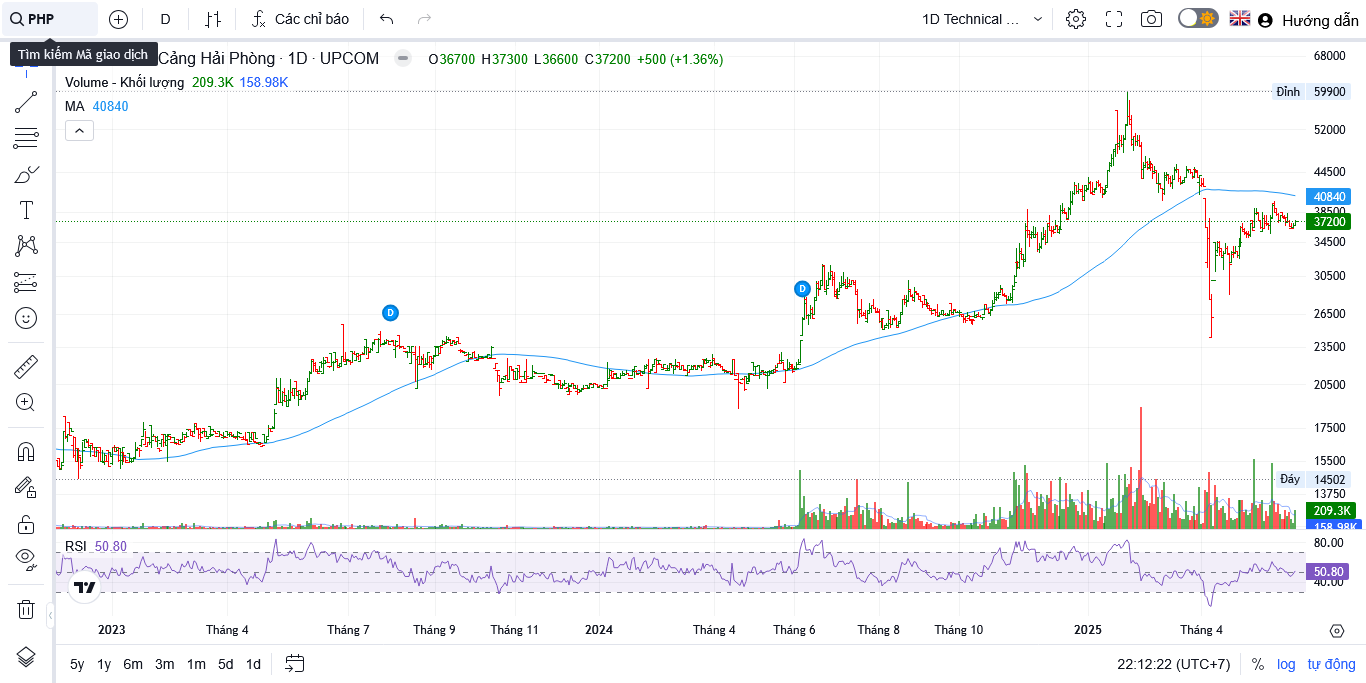 PHP
D
Các chỉ báo
1D Technical ...
Hướng dẫn
Tìm kiếm Mã giao dịch
Cảng Hải Phòng · 1D · UPCOM
O36700 H37300 L36600 C37200 +500 (+1.36%)
Volume - Khối lượng 209.3K 158.98K
MA 40840
68000
Đỉnh 59900
52000
44500
40840
38500
37200
34500
30500
D
D
26500
23500
20500
17500
15500
Đáy 14502
13750
209.3K
158.98K
RSI 50.80
80.00
50.80
40.00
2023 Tháng 4 Tháng 7 Tháng 9 Tháng 11 2024 Tháng 4 Tháng 6 Tháng 8 Tháng 10 2025 Tháng 4
5y 1y 6m 3m 1m 5d 1d
22:12:22 (UTC+7) % log tự động